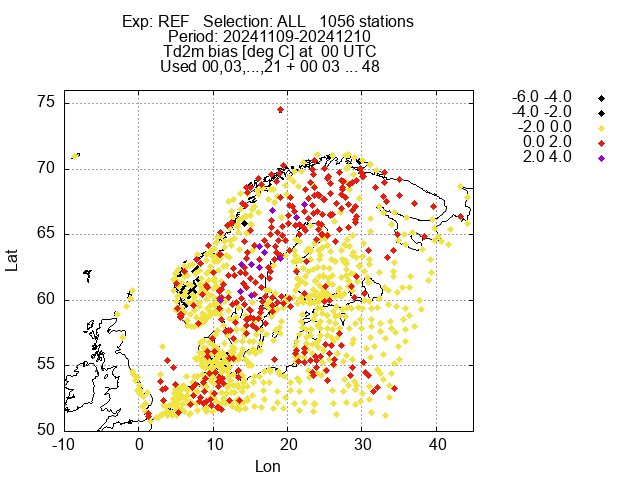 Exp: REF   Selection: ALL   1056 stations
Period: 20241109-20241210
Td2m bias [deg C] at  00 UTC
Used 00,03,...,21 + 00 03 ... 48
-6.0 -4.0
-4.0 -2.0
-2.0 0.0
0.0 2.0
2.0 4.0
75
70
65
60
55
50
Lat
-10 0 10 20 30 40
Lon